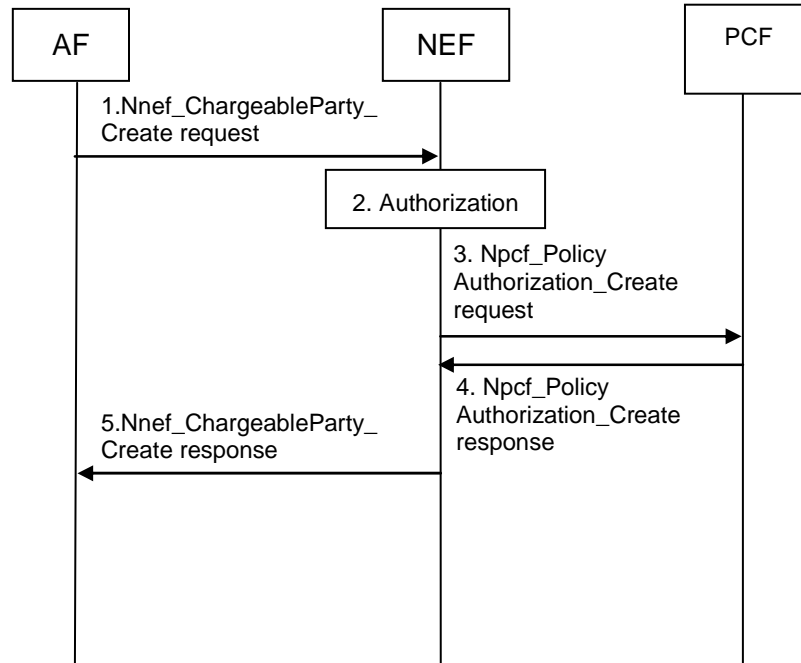 AF
NEF
PCF
1.Nnef_ChargeableParty_
Create request
2. Authorization
3. Npcf_Policy
Authorization_Create
request
4. Npcf_Policy
Authorization_Create
response
5.Nnef_ChargeableParty_
Create response